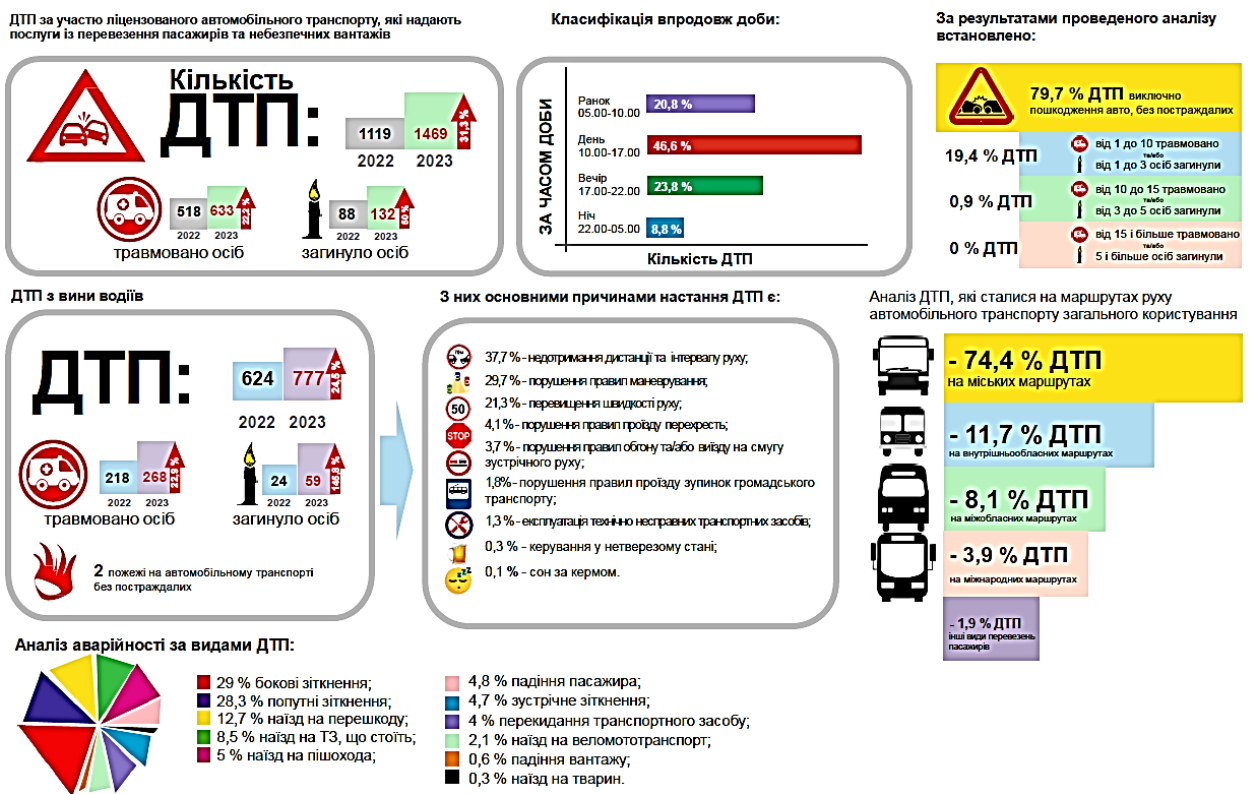 ДТП за участю ліцензованого автомобільного транспорту, які надають
послуги із перевезення пасажирів та небезпечних вантажів
Кількість
ДТП:
1119
1469
31,3 %
2022
2023
518
633
22,2 %
2022
2023
травмовано осіб
88
132
50 %
2022
2023
загинуло осіб
Класифікація впродовж доби:
ЗА ЧАСОМ ДОБИ
Ранок
05.00-10.00
20,8 %
День
10.00-17.00
46,6 %
Вечір
17.00-22.00
23,8 %
Ніч
22.00-05.00
8,8 %
Кількість ДТП
За результатами проведеного аналізу
встановлено:
79,7 % ДТП виключно
пошкодження авто, без постраждалих
19,4 % ДТП
від 1 до 10 травмовано
та/або
від 1 до 3 осіб загинули
0,9 % ДТП
від 10 до 15 травмовано
та/або
від 3 до 5 осіб загинули
0 % ДТП
від 15 і більше травмовано
та/або
5 і більше осіб загинули
ДТП з вини водіїв
ДТП:
624
777
24,5 %
2022
2023
218
268
22,9 %
2022
2023
травмовано осіб
24
59
2022
2023
загинуло осіб
2 пожежі на автомобільному транспорті
без постраждалих
З них основними причинами настання ДТП є:
37,7 % - недотримання дистанції та інтервалу руху;
29,7 % - порушення правил маневрування;
50
21,3 % - перевищення швидкості руху;
STOP
4,1 % - порушення правил проїзду перехресть;
3,7 % - порушення правил обгону та/або виїзду на смугу
зустрічного руху;
1,8% - порушення правил проїзду зупинок громадського
транспорту;
1,3 % - експлуатація технічно несправних транспортних засобів;
0,3 % - керування у нетверезому стані;
0,1 % - сон за кермом.
Аналіз ДТП, які сталися на маршрутах руху
автомобільного транспорту загального користування
- 74,4 % ДТП
на міських маршрутах
- 11,7 % ДТП
на внутрішньообласних маршрутах
- 8,1 % ДТП
на міжобласних маршрутах
- 3,9 % ДТП
на міжнародних маршрутах
- 1,9 % ДТП
інші види перевезень
пасажирів
Аналіз аварійності за видами ДТП:
29 % бокові зіткнення;
28,3 % попутні зіткнення;
12,7 % наїзд на перешкоду;
8,5 % наїзд на ТЗ, що стоїть;
5 % наїзд на пішохода;
4,8 % падіння пасажира;
4,7 % зустрічне зіткнення;
4 % перекидання транспортного засобу;
2,1 % наїзд на веломототранспорт;
0,6 % падіння вантажу;
0,3 % наїзд на тварин.